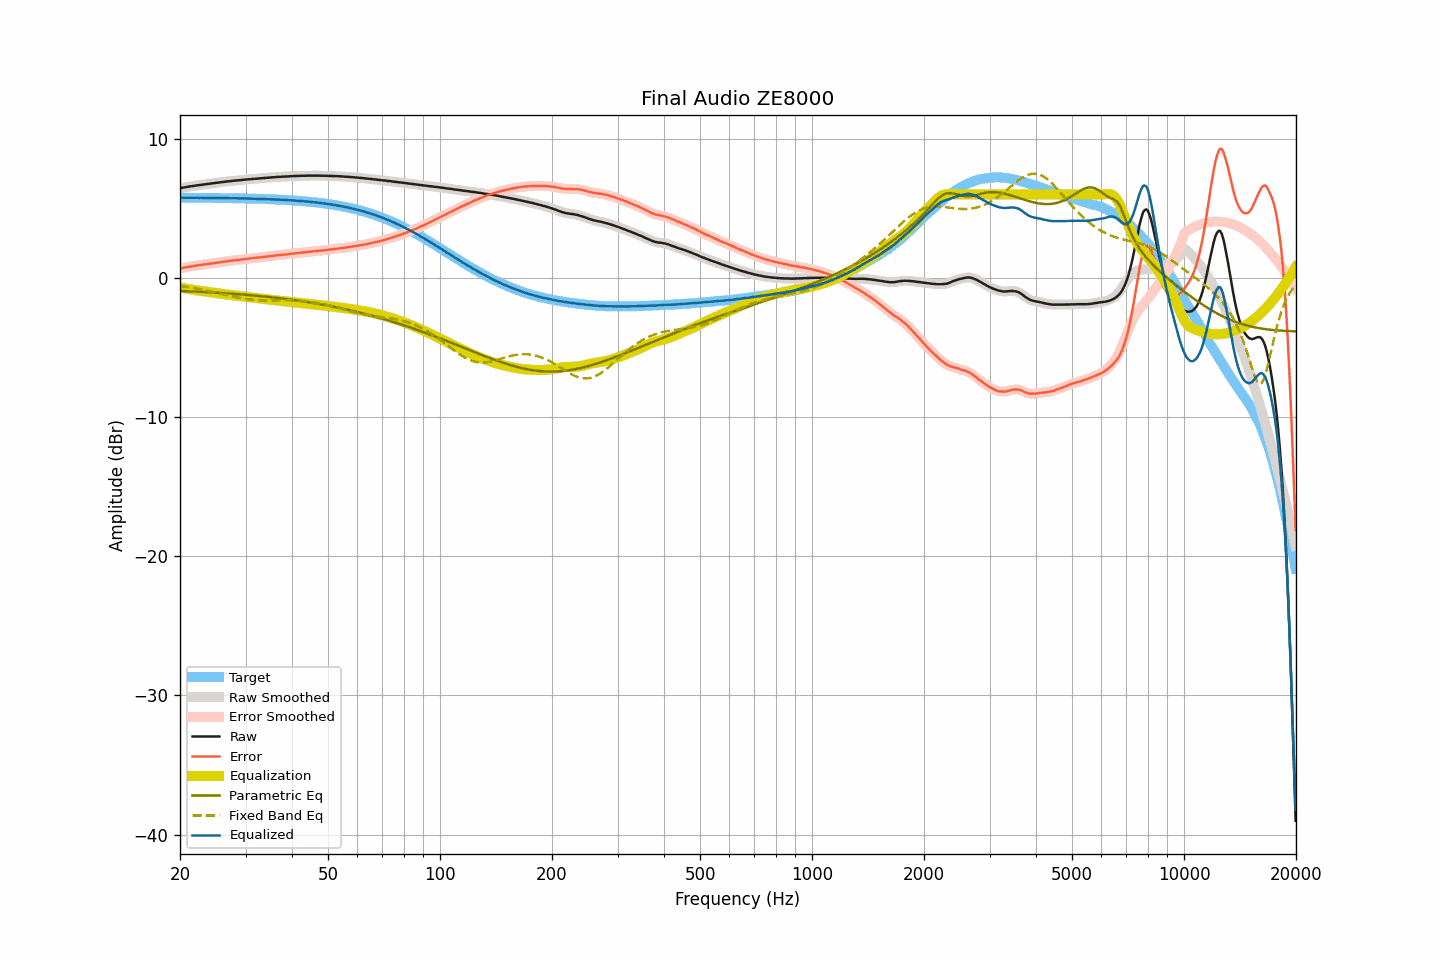 Final Audio ZE8000
10
0
−10
−20
−30
−40
Amplitude (dBr)
Target
Raw Smoothed
Error Smoothed
Raw
Error
Equalization
Parametric Eq
Fixed Band Eq
Equalized
20 50 100 200 500 1000 2000 5000 10000 20000
Frequency (Hz)